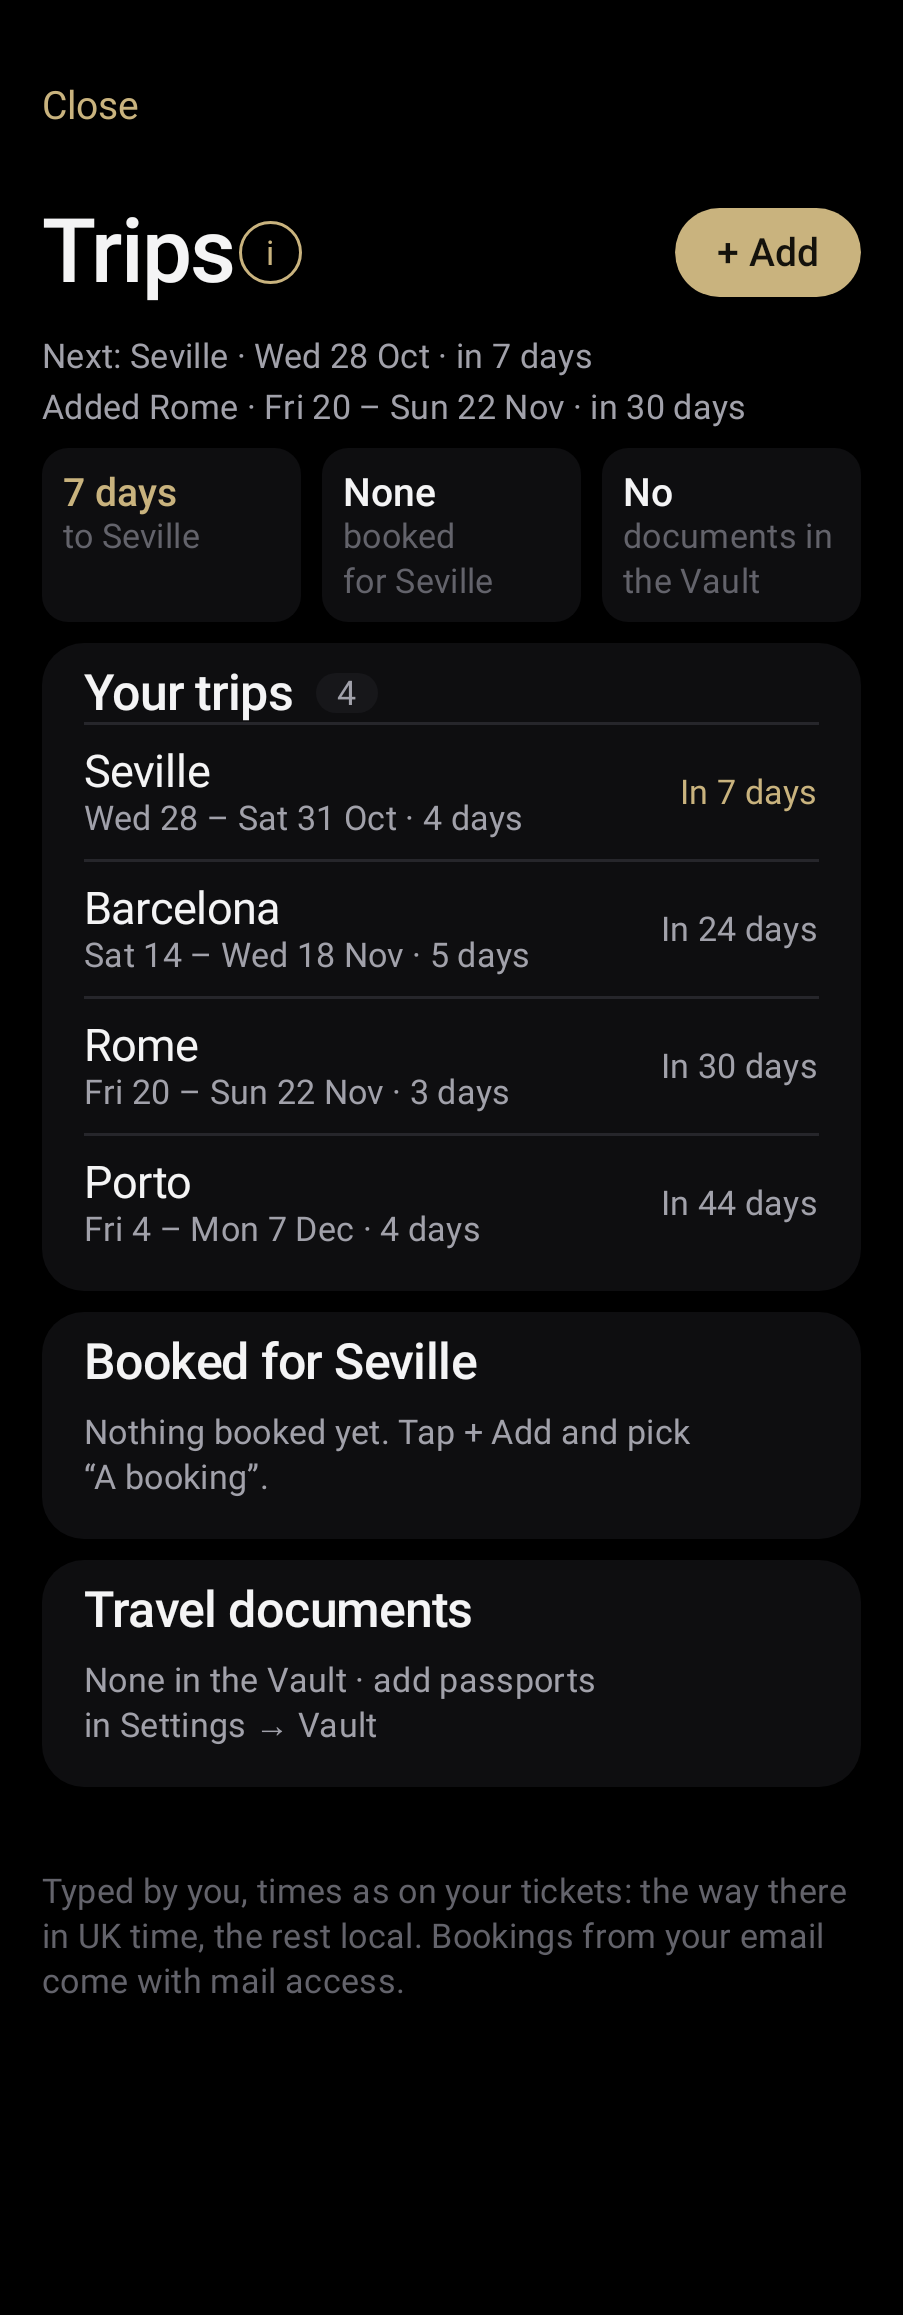 Close
Trips i
+ Add
Next: Seville · Wed 28 Oct · in 7 days
Added Rome · Fri 20 – Sun 22 Nov · in 30 days
7 days
to Seville
None
booked
for Seville
No
documents in
the Vault
Your trips 4
Seville
Wed 28 – Sat 31 Oct · 4 days
In 7 days
Barcelona
Sat 14 – Wed 18 Nov · 5 days
In 24 days
Rome
Fri 20 – Sun 22 Nov · 3 days
In 30 days
Porto
Fri 4 – Mon 7 Dec · 4 days
In 44 days
Booked for Seville
Nothing booked yet. Tap + Add and pick
“A booking”.
Travel documents
None in the Vault · add passports
in Settings → Vault
Typed by you, times as on your tickets: the way there
in UK time, the rest local. Bookings from your email
come with mail access.